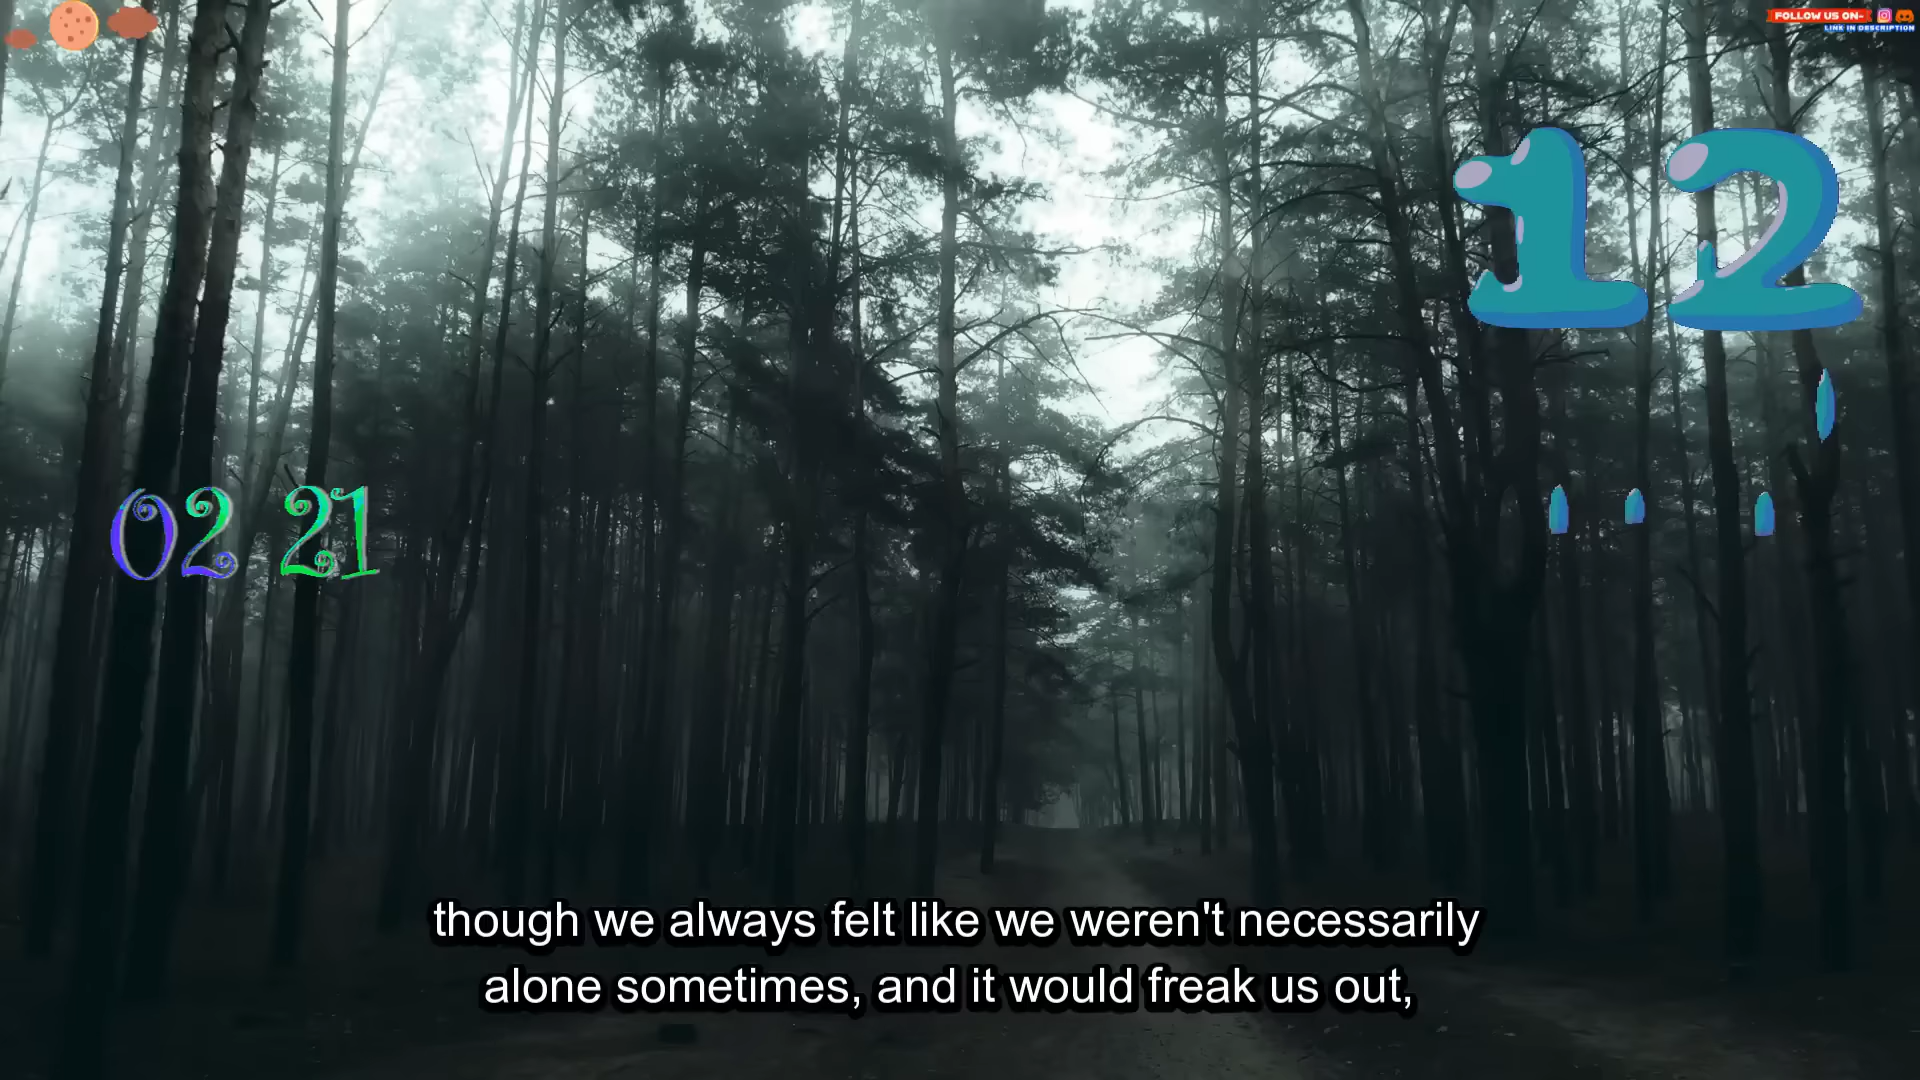 FOLLOW US ON-
LINK IN DESCRIPTION
12
02 21
though we always felt like we weren't necessarily
alone sometimes, and it would freak us out,